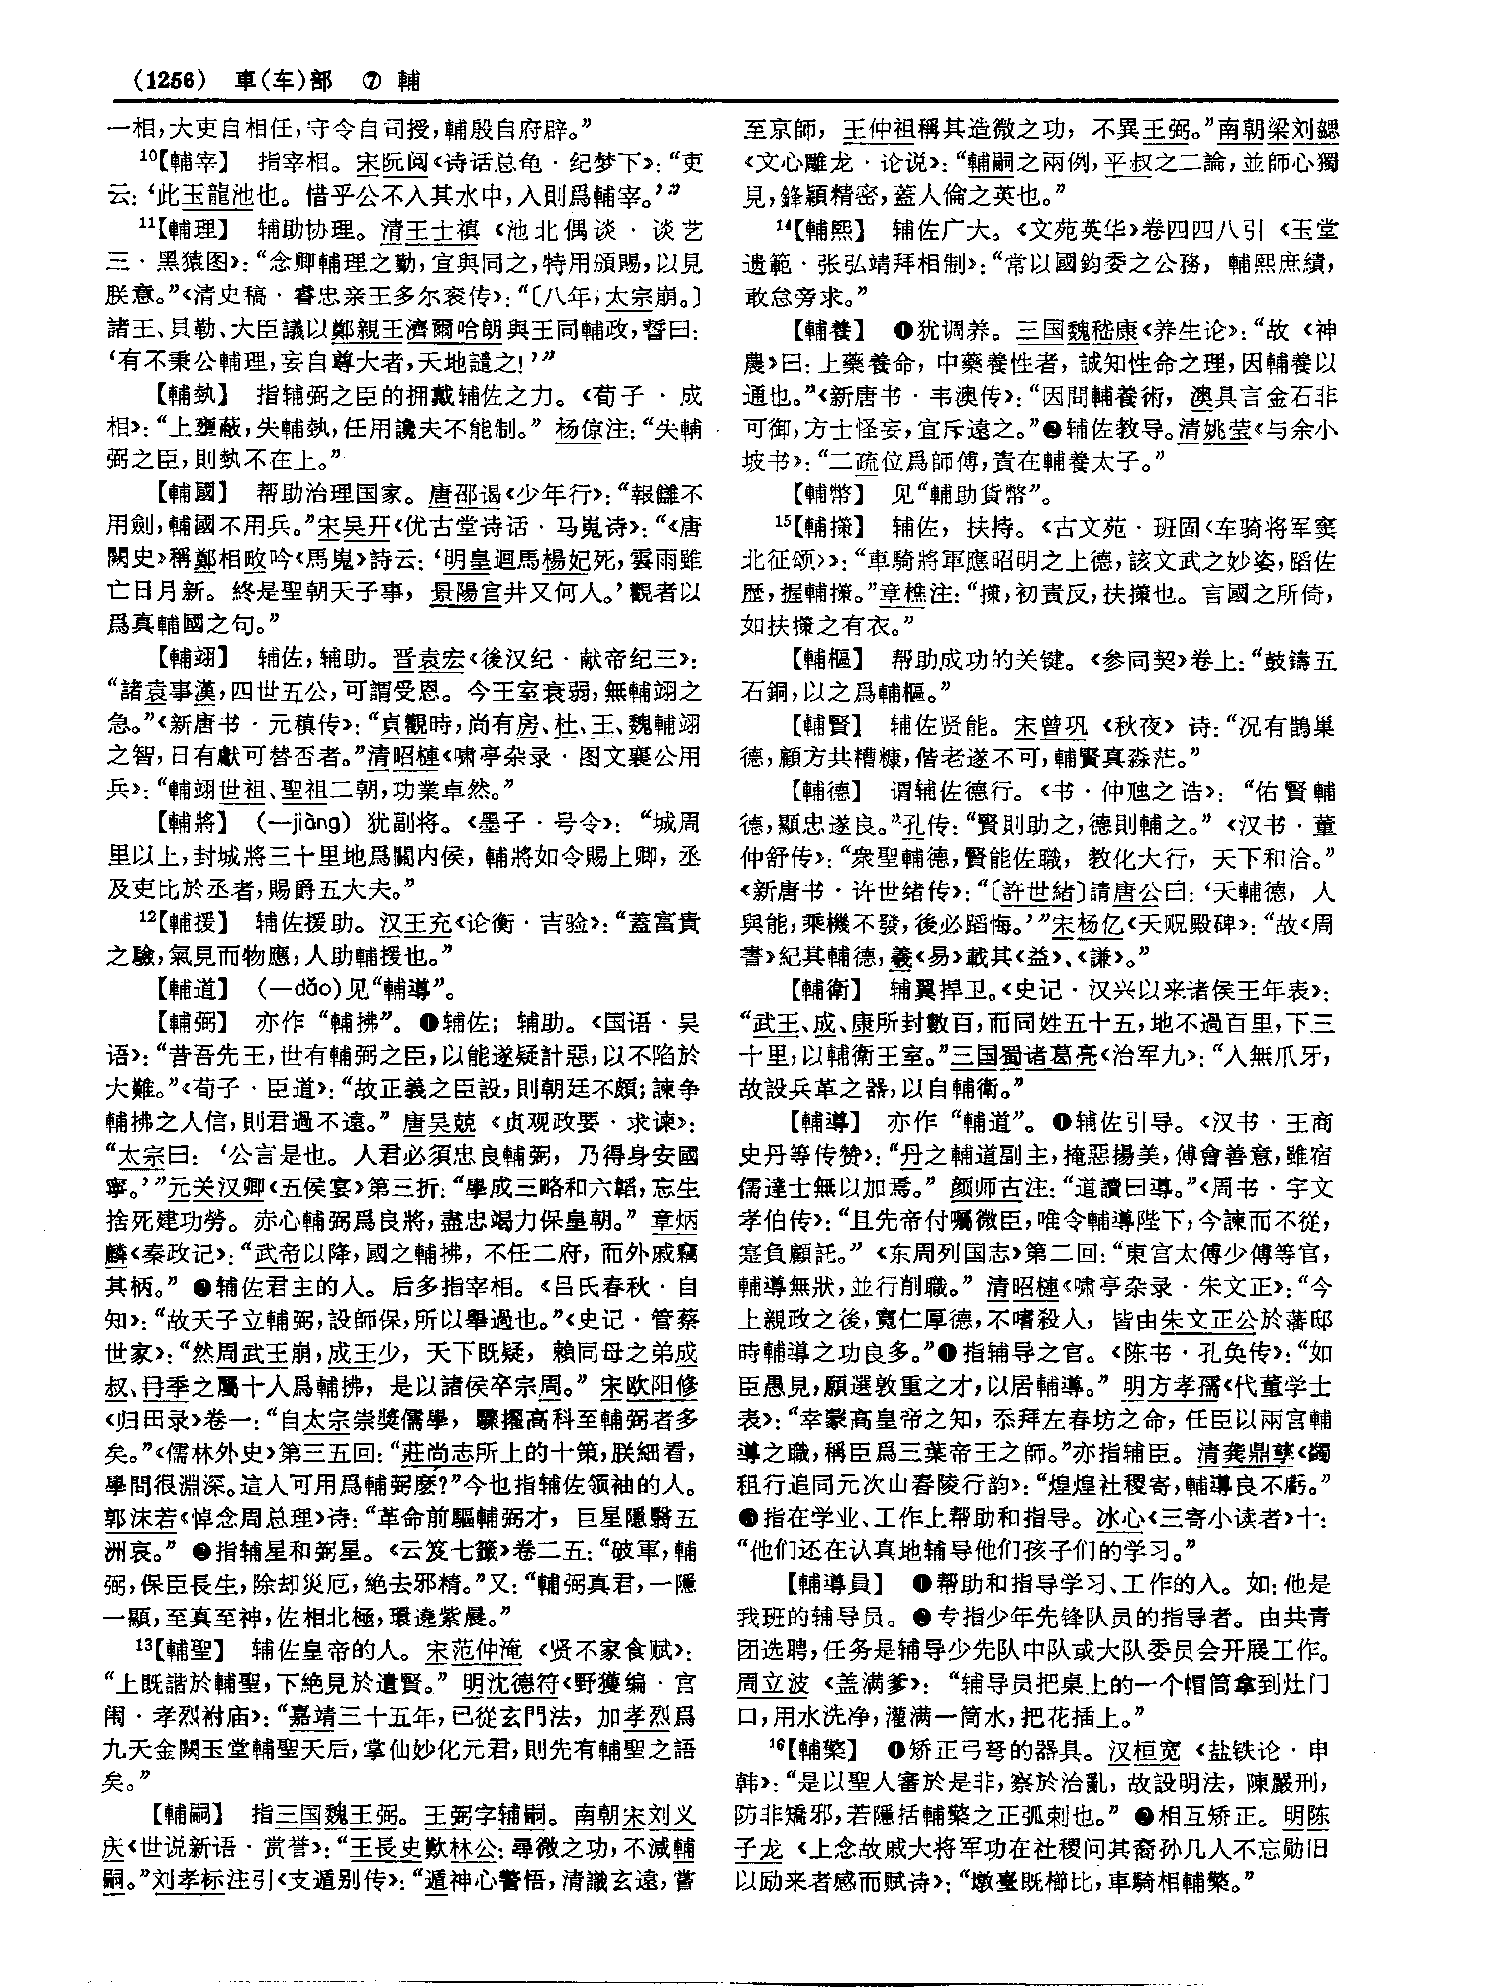 (1256) 車(车)部 ⑦ 輔
一相，大吏自相任，守令自司授，輔殷自府辟。”
10【輔宰】 指宰相。宋阮阅《诗话总龟·纪梦下》：“吏
云：‘此玉龍池也。惜乎公不入其水中，入則爲輔宰。’”
11【輔理】 辅助协理。清王士禛《池北偶谈·谈艺
三·黑猿图》：“念卿輔理之勤，宜與同之，特用頒賜，以見
朕意。”《清史稿·睿忠亲王多尔衮传》：“〔八年，太宗崩。〕
諸王、貝勒、大臣議以鄭親王濟爾哈朗與王同輔政，誓曰：
‘有不秉公輔理，妄自尊大者，天地譴之！’”
【輔埶】 指辅弼之臣的拥戴辅佐之力。《荀子·成
相》：“上壅蔽，失輔埶，任用讒夫不能制。” 杨倞注：“失輔
弼之臣，則埶不在上。”
【輔國】 帮助治理国家。唐邵谒《少年行》：“報讎不
用劍，輔國不用兵。”宋吴幵《优古堂诗话·马嵬诗》：“《唐
闕史》稱鄭相畋吟《馬嵬》詩云：‘明皇迴馬楊妃死，雲雨雖
亡日月新。終是聖朝天子事，景陽宫井又何人。’觀者以
爲真輔國之句。”
【輔翊】 辅佐，辅助。晋袁宏《後汉纪·献帝纪三》：
“諸袁事漢，四世五公，可謂受恩。今王室衰弱，無輔翊之
急。”《新唐书·元稹传》：“貞觀時，尚有房、杜、王、魏輔翊
之智，日有獻可替否者。”清昭槤《啸亭杂录·图文襄公用
兵》：“輔翊世祖、聖祖二朝，功業卓然。”
【輔將】 (—jiàng) 犹副将。《墨子·号令》：“城周
里以上，封城將三十里地爲關内侯，輔將如令賜上卿，丞
及吏比於丞者，賜爵五大夫。”
12【輔援】 辅佐援助。汉王充《论衡·吉验》：“蓋富貴
之驗，氣見而物應，人助輔援也。”
【輔道】 (—dǎo)见“輔導”。
【輔弼】 亦作“輔拂”。❶辅佐；辅助。《国语·吴
语》：“昔吾先王，世有輔弼之臣，以能遂疑計惡，以不陷於
大難。”《荀子·臣道》：“故正義之臣設，則朝廷不頗；諫争
輔拂之人信，則君過不遠。” 唐吴兢《贞观政要·求谏》：
“太宗曰：‘公言是也。人君必須忠良輔弼，乃得身安國
寧。’”元关汉卿《五侯宴》第三折：“學成三略和六韜，忘生
捨死建功勞。赤心輔弼爲良將，盡忠竭力保皇朝。” 章炳
麟《秦政记》：“武帝以降，國之輔拂，不任二府，而外戚竊
其柄。” ❷辅佐君主的人。后多指宰相。《吕氏春秋·自
知》：“故天子立輔弼，設師保，所以舉過也。”《史记·管蔡
世家》：“然周武王崩，成王少，天下既疑，賴同母之弟成
叔、冄季之屬十人爲輔拂，是以諸侯卒宗周。” 宋欧阳修
《归田录》卷一：“自太宗崇獎儒學，驟擢高科至輔弼者多
矣。”《儒林外史》第三五回：“莊尚志所上的十策，朕細看，
學問很淵深。這人可用爲輔弼麽？”今也指辅佐领袖的人。
郭沫若《悼念周总理》诗：“革命前驅輔弼才，巨星隱翳五
洲哀。” ❸指辅星和弼星。《云笈七籤》卷二五：“破軍，輔
弼，保臣長生，除却災厄，絶去邪精。”又：“輔弼真君，一隱
一顯，至真至神，佐相北極，環遶紫晨。”
13【輔聖】 辅佐皇帝的人。宋范仲淹《贤不家食赋》：
“上既諧於輔聖，下絶見於遺賢。” 明沈德符《野獲编·宫
闱·孝烈祔庙》：“嘉靖三十五年，已從玄門法，加孝烈爲
九天金闕玉堂輔聖天后，掌仙妙化元君，則先有輔聖之語
矣。”
【輔嗣】 指三国魏王弼。王弼字辅嗣。南朝宋刘义
庆《世说新语·赏誉》：“王長史歎林公：尋微之功，不減輔
嗣。”刘孝标注引《支遁别传》：“遁神心警悟，清識玄遠，嘗
至京師，王仲祖稱其造微之功，不異王弼。”南朝梁刘勰
《文心雕龙·论说》：“輔嗣之兩例，平叔之二論，並師心獨
見，鋒穎精密，蓋人倫之英也。”
14【輔熙】 辅佐广大。《文苑英华》卷四四八引《玉堂
遗範·张弘靖拜相制》：“常以國鈞委之公務，輔熙庶績，
敢怠旁求。”
【輔養】 ❶犹调养。三国魏嵇康《养生论》：“故《神
農》曰：上藥養命，中藥養性者，誠知性命之理，因輔養以
通也。”《新唐书·韦澳传》：“因問輔養術，澳具言金石非
可御，方士怪妄，宜斥遠之。”❷辅佐教导。清姚莹《与余小
坡书》：“二疏位爲師傅，責在輔養太子。”
【輔幣】 见“輔助貨幣”。
15【輔㨞】 辅佐，扶持。《古文苑·班固〈车骑将军窦
北征颂〉》：“車騎將軍應昭明之上德，該文武之妙姿，蹈佐
歷，握輔㨞。”章樵注：“㨞，初責反，扶㨞也。言國之所倚，
如扶㨞之有衣。”
【輔樞】 帮助成功的关键。《参同契》卷上：“鼓鑄五
石銅，以之爲輔樞。”
【輔賢】 辅佐贤能。宋曾巩《秋夜》诗：“况有鵲巢
德，顧方共糟糠，偕老遂不可，輔賢真淼茫。”
【輔德】 谓辅佐德行。《书·仲虺之诰》：“佑賢輔
德，顯忠遂良。”孔传：“賢則助之，德則輔之。”《汉书·董
仲舒传》：“衆聖輔德，賢能佐職，教化大行，天下和洽。”
《新唐书·许世绪传》：“〔許世緒〕請唐公曰：‘天輔德，人
與能，乘機不發，後必蹈悔。’”宋杨亿《天贶殿碑》：“故《周
書》紀其輔德，羲《易》載其《益》、《謙》。”
【輔衛】 辅翼捍卫。《史记·汉兴以来诸侯王年表》：
“武王、成、康所封數百，而同姓五十五，地不過百里，下三
十里，以輔衛王室。”三国蜀诸葛亮《治军九》：“人無爪牙，
故設兵革之器，以自輔衛。”
【輔導】 亦作“輔道”。❶辅佐引导。《汉书·王商
史丹等传赞》：“丹之輔道副主，掩惡揚美，傅會善意，雖宿
儒達士無以加焉。” 颜师古注：“道讀曰導。”《周书·宇文
孝伯传》：“且先帝付囑微臣，唯令輔導陛下，今諫而不從，
寔負顧託。”《东周列国志》第二回：“東宫太傅少傅等官，
輔導無狀，並行削職。” 清昭槤《啸亭杂录·朱文正》：“今
上親政之後，寬仁厚德，不嗜殺人，皆由朱文正公於藩邸
時輔導之功良多。”❶指辅导之官。《陈书·孔奂传》：“如
臣愚見，願選敦重之才，以居輔導。” 明方孝孺《代董学士
表》：“幸蒙高皇帝之知，忝拜左春坊之命，任臣以兩宫輔
導之職，稱臣爲三葉帝王之師。”亦指辅臣。清龚鼎孳《蠲
租行追同元次山舂陵行韵》：“煌煌社稷寄，輔導良不虧。”
❸指在学业、工作上帮助和指导。冰心《三寄小读者》十：
“他们还在认真地辅导他们孩子们的学习。”
【輔導員】 ❶帮助和指导学习、工作的人。如：他是
我班的辅导员。❷专指少年先锋队员的指导者。由共青
团选聘，任务是辅导少先队中队或大队委员会开展工作。
周立波《盖满爹》：“辅导员把桌上的一个帽筒拿到灶门
口，用水洗净，灌满一筒水，把花插上。”
16【輔檠】 ❶矫正弓弩的器具。汉桓宽《盐铁论·申
韩》：“是以聖人審於是非，察於治亂，故設明法，陳嚴刑，
防非矯邪，若隱括輔檠之正弧刺也。” ❷相互矫正。明陈
子龙《上念故戚大将军功在社稷问其裔孙几人不忘勋旧
以励来者感而赋诗》：“墩臺既櫛比，車騎相輔檠。”